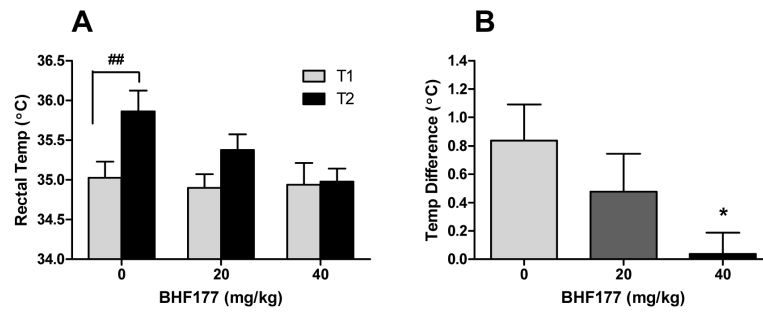 A
##
T1
T2
36.5
36.0
35.5
35.0
34.5
34.0
Rectal Temp (°C)
0
20
40
BHF177 (mg/kg)
B
1.4
1.2
1.0
0.8
0.6
0.4
0.2
0.0
Temp Difference (°C)
*
0
20
40
BHF177 (mg/kg)